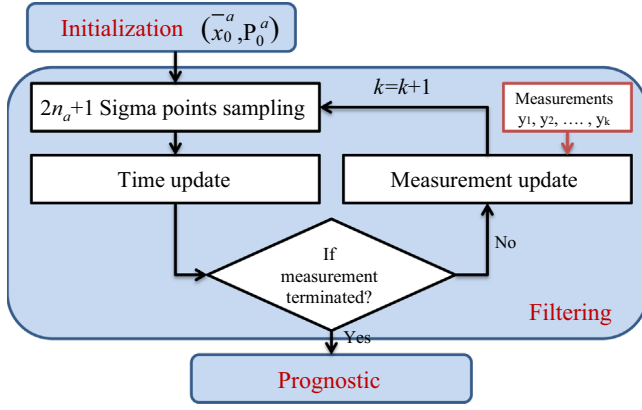 Initialization (x̄₀ᵃ, P₀ᵃ)
2nₐ+1 Sigma points sampling
k=k+1
Measurements
y₁, y₂, …. , yₖ
Time update
Measurement update
If
measurement
terminated?
No
Yes
Filtering
Prognostic